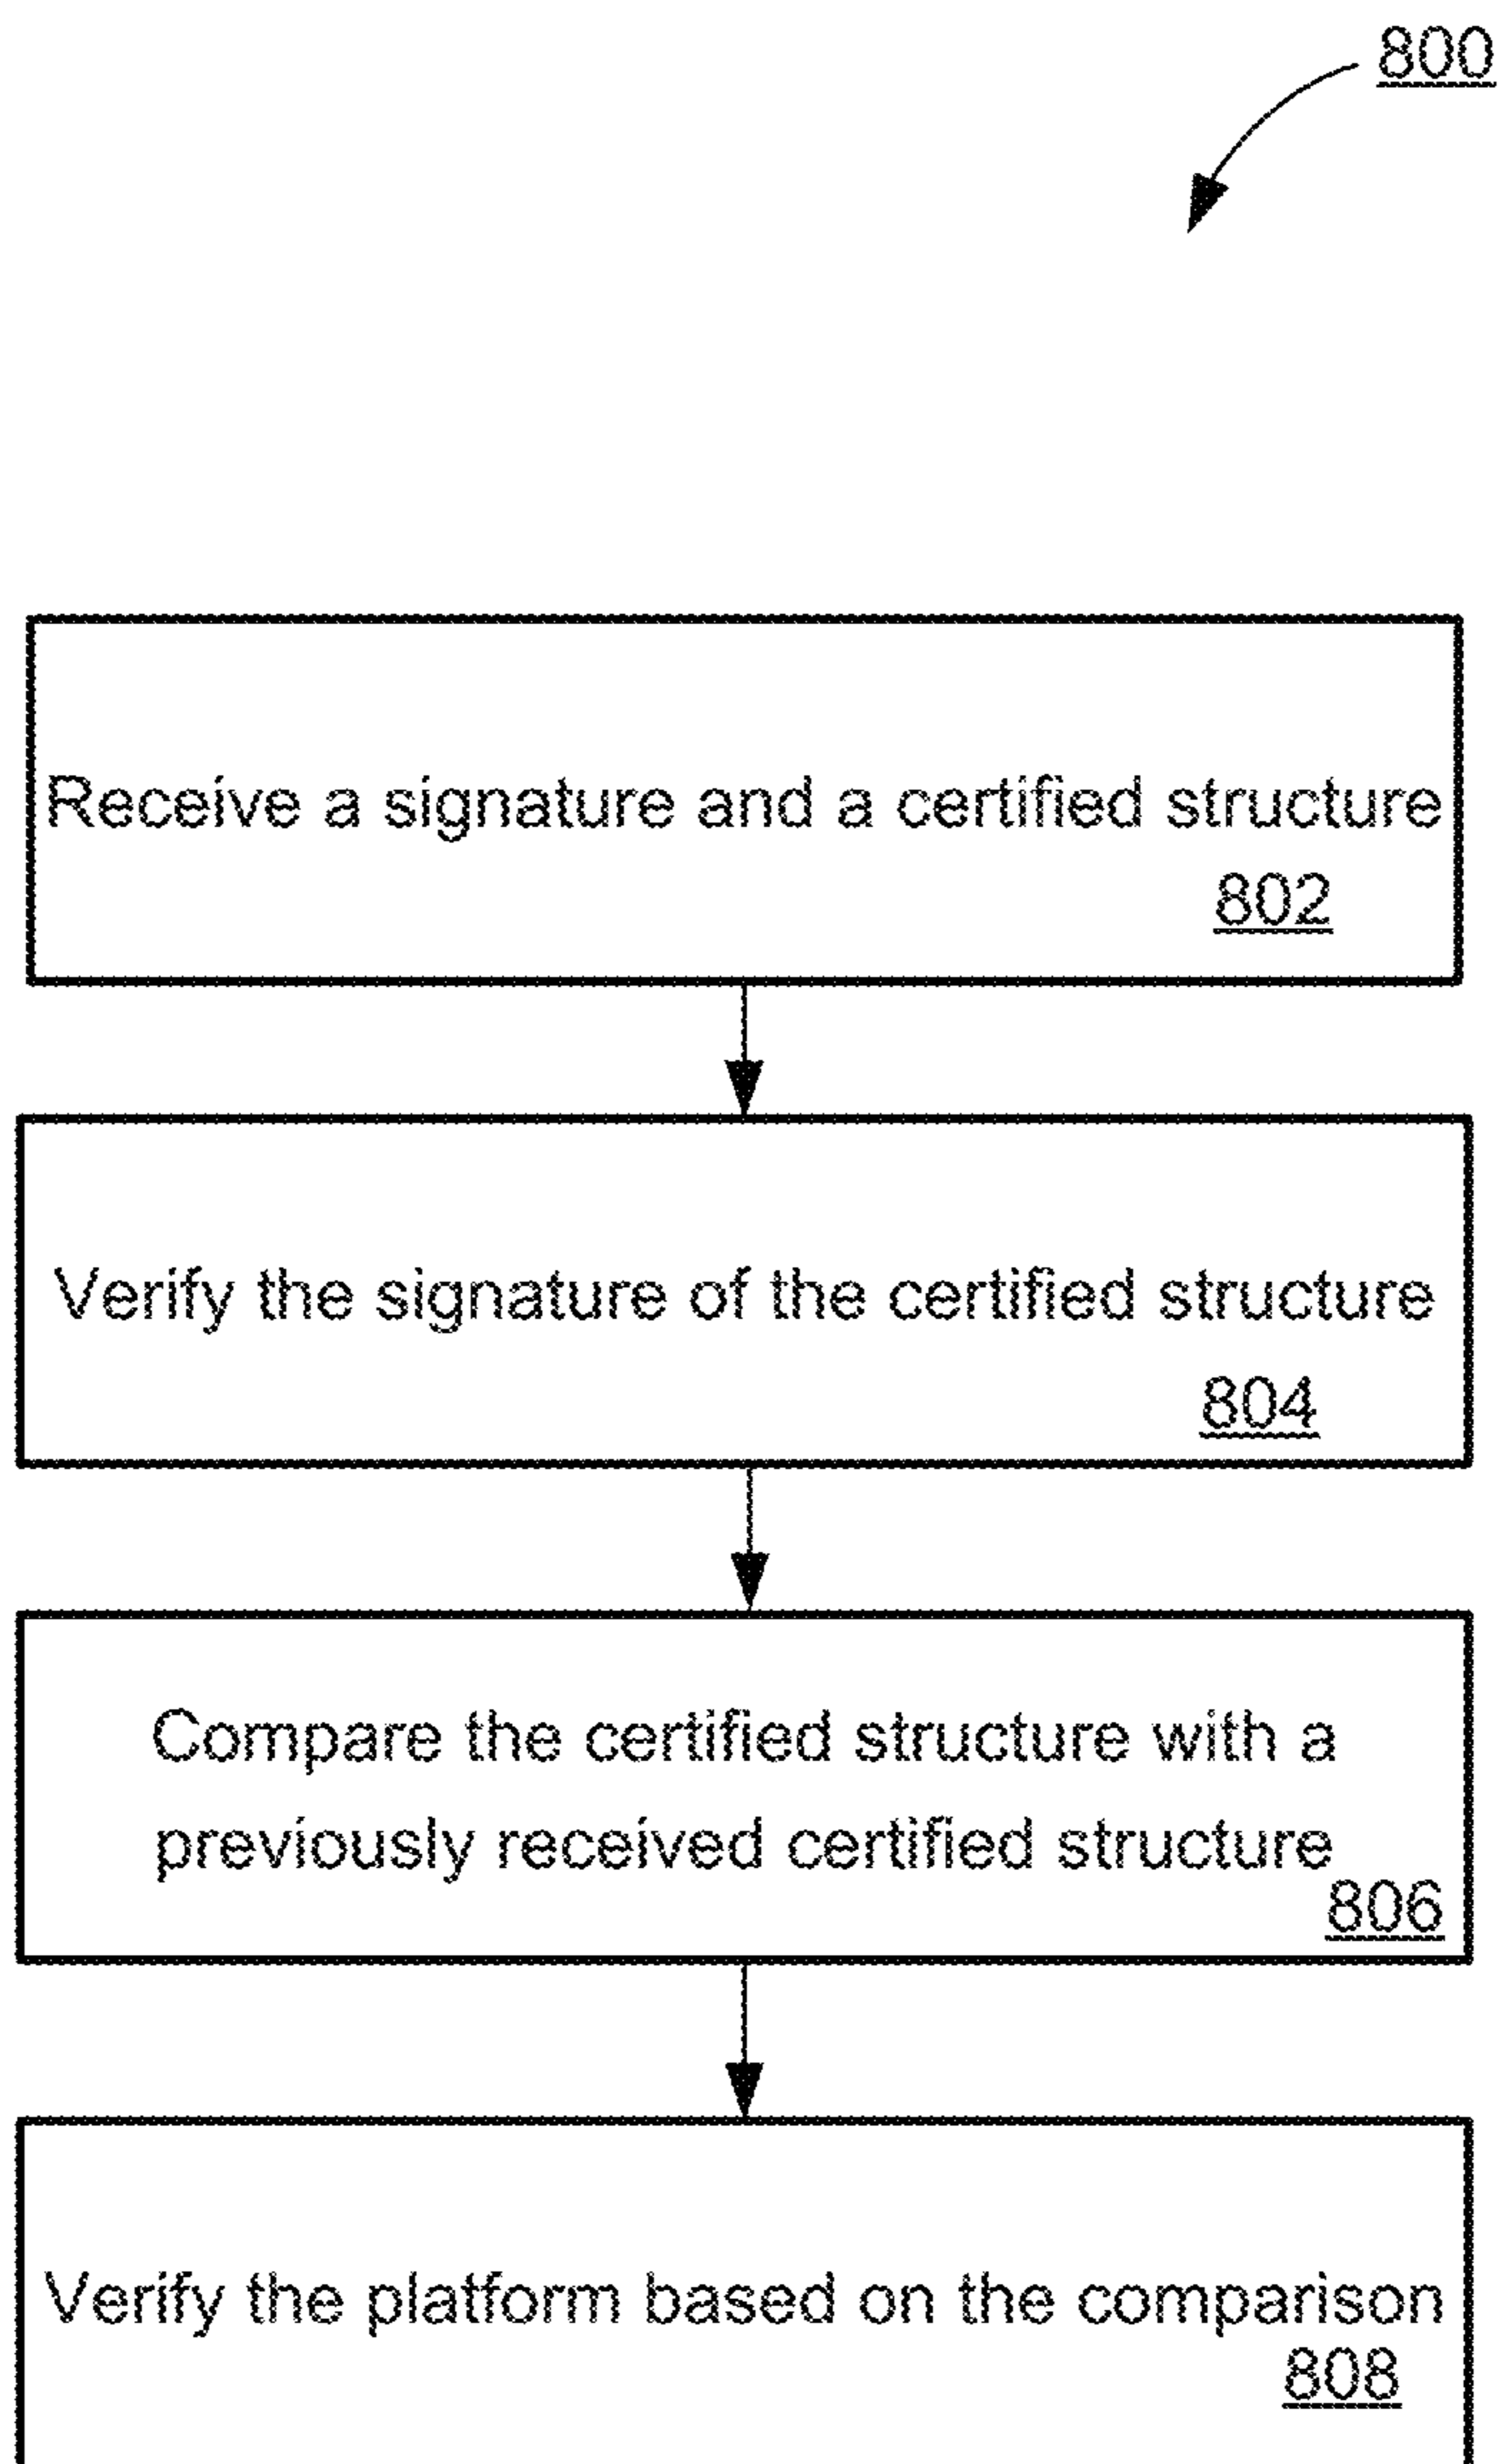 800
Receive a signature and a certified structure
802
Verify the signature of the certified structure
804
Compare the certified structure with a
previously received certified structure
806
Verify the platform based on the comparison
808